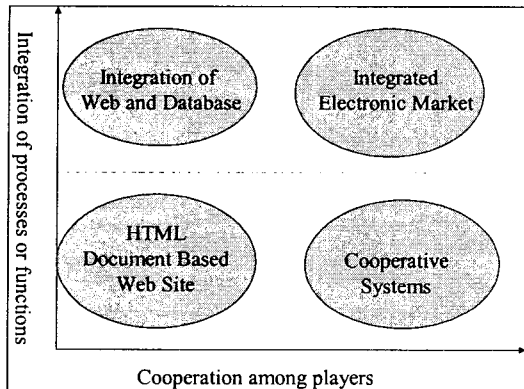 Integration of processes
or functions
Integration of
Web and Database
Integrated
Electronic Market
HTML
Document Based
Web Site
Cooperative
Systems
Cooperation among players